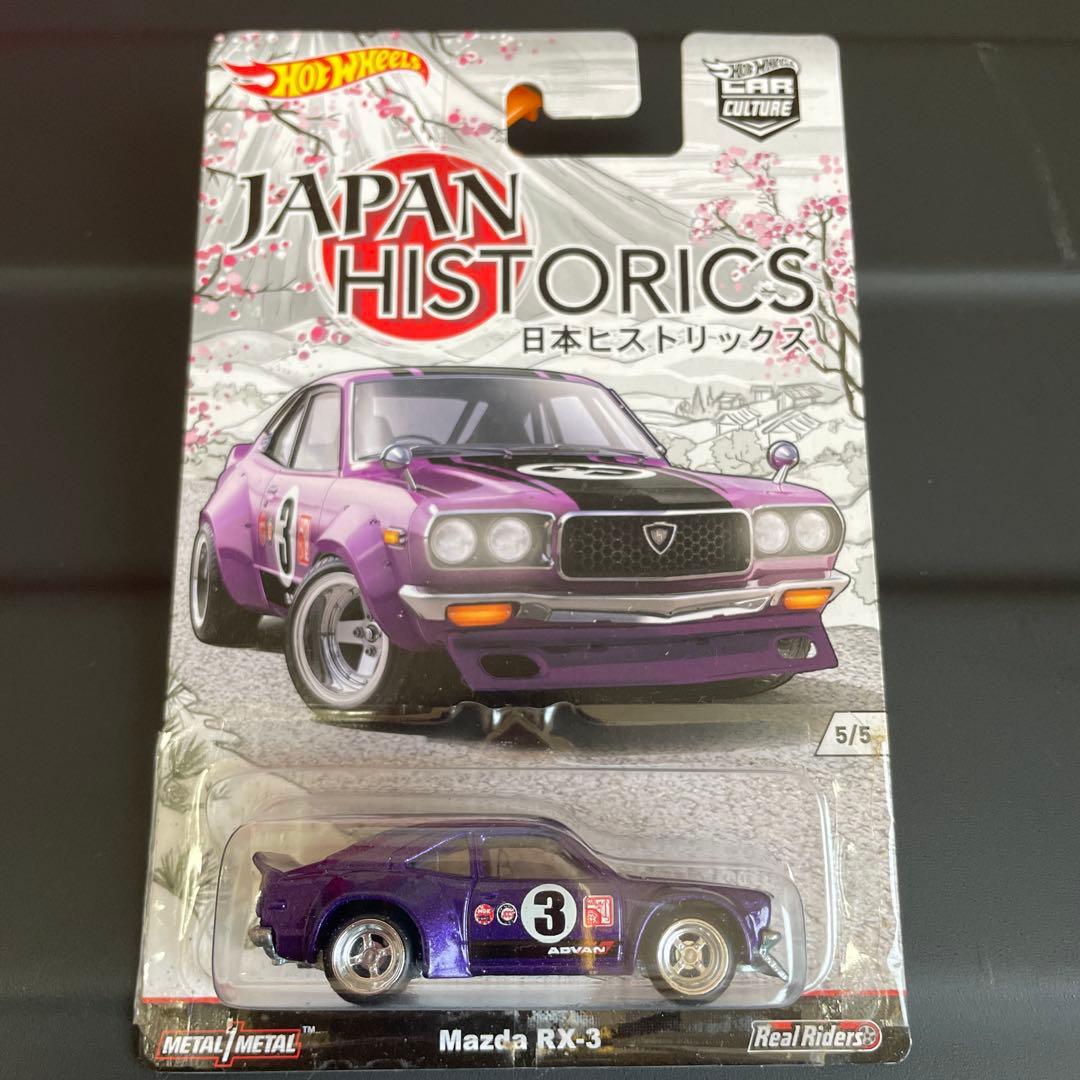 HOT WHEELS
HOT WHEELS
CAR
CULTURE
JAPAN
HISTORICS
日本ヒストリックス
3
5/5
3
ADVAN
METAL/METAL™
Mazda RX-3
Real Riders